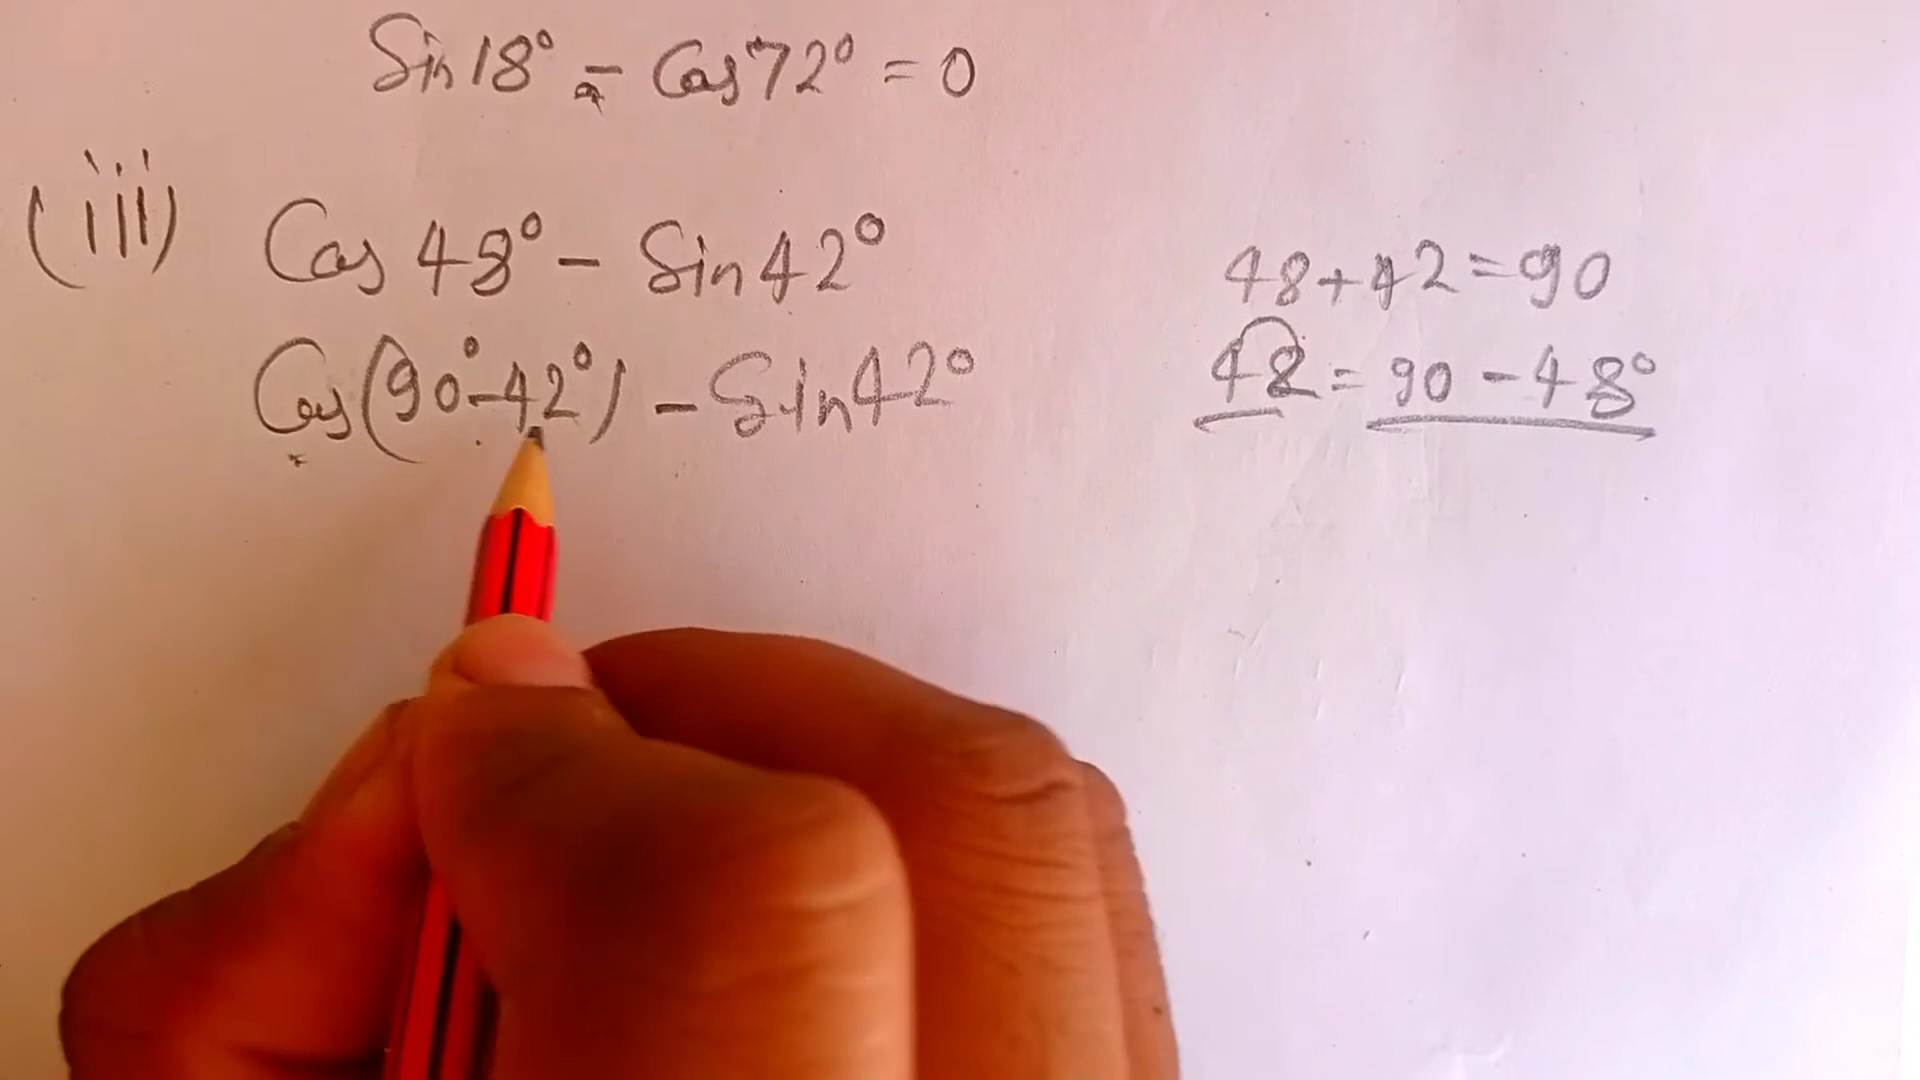 Sin 18° = Cos 72° = 0
(iii) Cos 48° - Sin 42°
48 + 42 = 90
Cos (90° - 42°) - Sin 42°
42 = 90 - 48°